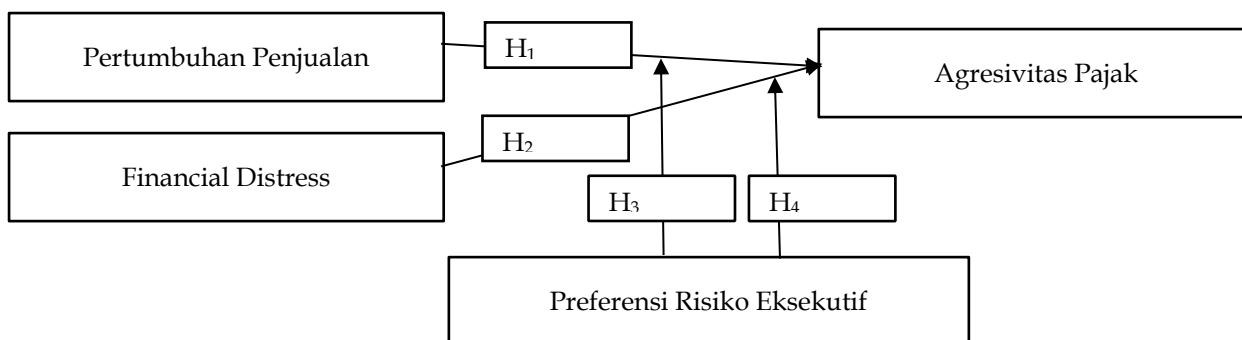 Pertumbuhan Penjualan
H₁
Agresivitas Pajak
Financial Distress
H₂
H₃
H₄
Preferensi Risiko Eksekutif